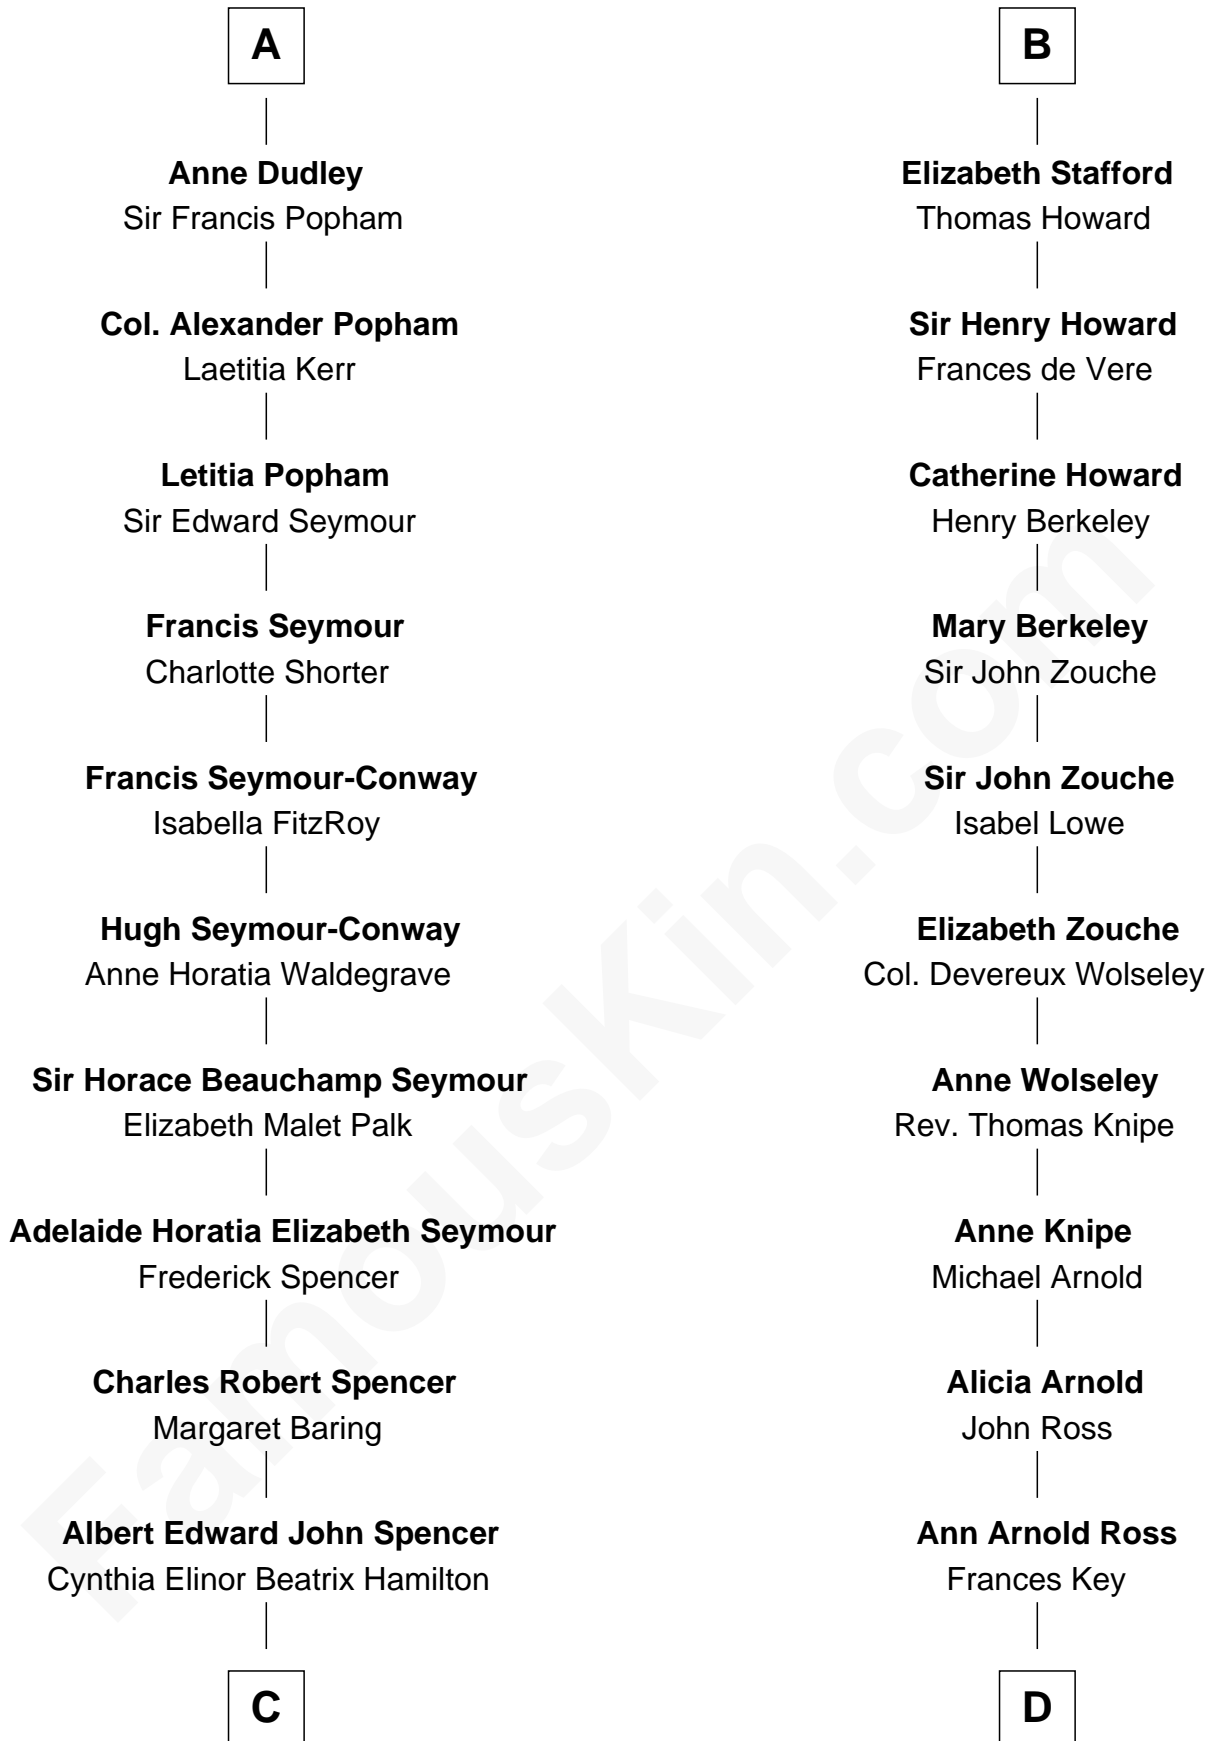 A
Anne Dudley
Sir Francis Popham
Col. Alexander Popham
Laetitia Kerr
Letitia Popham
Sir Edward Seymour
Francis Seymour
Charlotte Shorter
Francis Seymour-Conway
Isabella FitzRoy
Hugh Seymour-Conway
Anne Horatia Waldegrave
Sir Horace Beauchamp Seymour
Elizabeth Malet Palk
Adelaide Horatia Elizabeth Seymour
Frederick Spencer
Charles Robert Spencer
Margaret Baring
Albert Edward John Spencer
Cynthia Elinor Beatrix Hamilton
C
B
Elizabeth Stafford
Thomas Howard
Sir Henry Howard
Frances de Vere
Catherine Howard
Henry Berkeley
Mary Berkeley
Sir John Zouche
Sir John Zouche
Isabel Lowe
Elizabeth Zouche
Col. Devereux Wolseley
Anne Wolseley
Rev. Thomas Knipe
Anne Knipe
Michael Arnold
Alicia Arnold
John Ross
Ann Arnold Ross
Frances Key
D
FamousKin.com